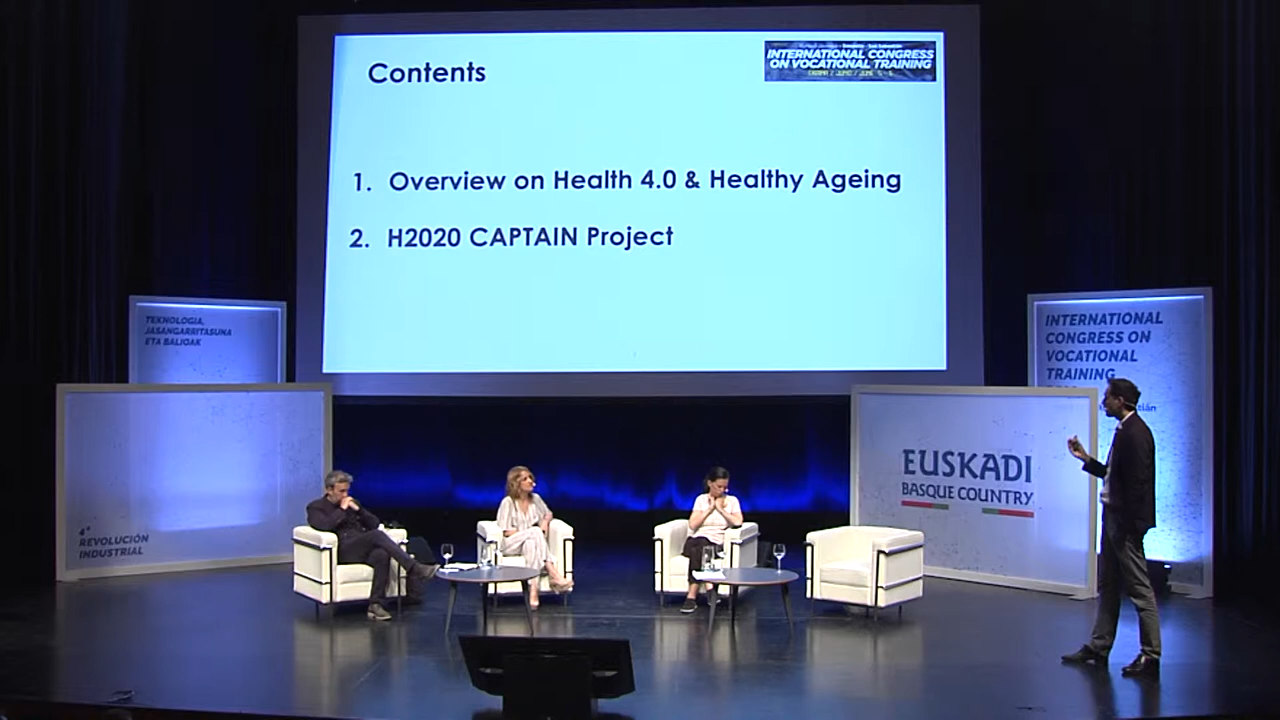 Contents
INTERNATIONAL CONGRESS
ON VOCATIONAL TRAINING
1. Overview on Health 4.0 & Healthy Ageing
2. H2020 CAPTAIN Project
TEKNOLOGIA,
JASANGARRITASUNA
ETA BALIOAK
INTERNATIONAL
CONGRESS ON
VOCATIONAL
TRAINING
EUSKADI
BASQUE COUNTRY
4ª
REVOLUCIÓN
INDUSTRIAL